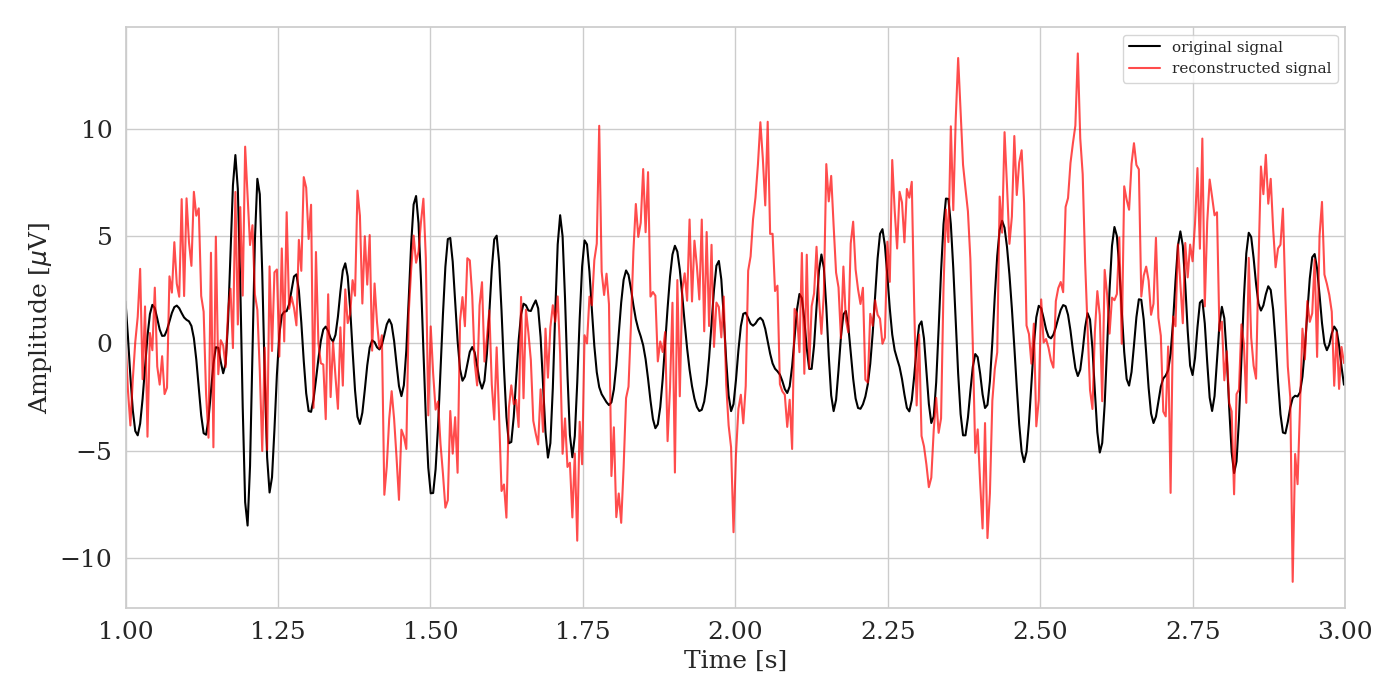 original signal
reconstructed signal
Amplitude [μV]
10
5
0
−5
−10
1.00 1.25 1.50 1.75 2.00 2.25 2.50 2.75 3.00
Time [s]